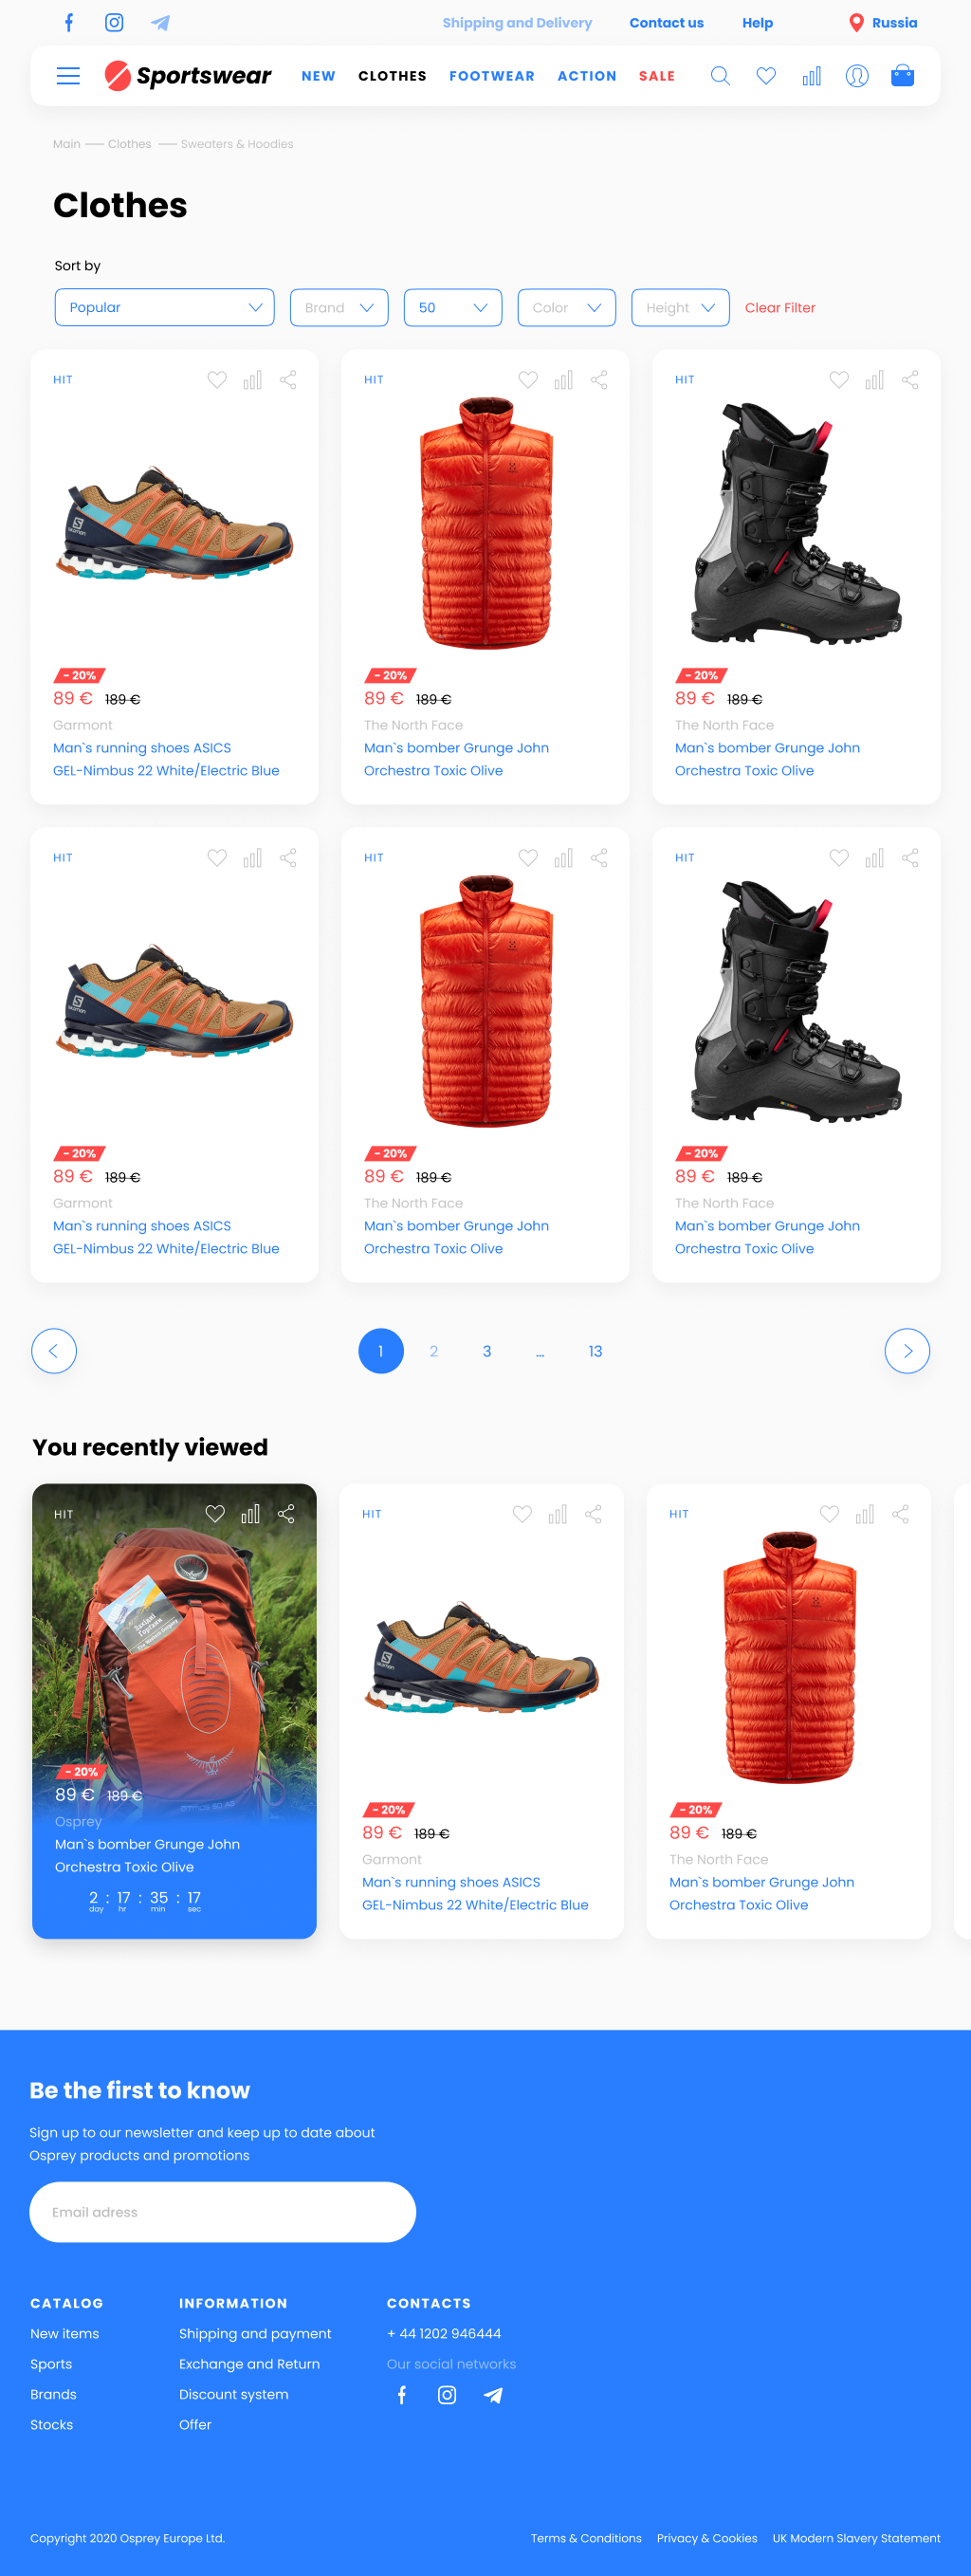 Shipping and Delivery Contact us Help Russia
Sportswear NEW CLOTHES FOOTWEAR ACTION SALE
Main Clothes Sweaters & Hoodies
Clothes
Sort by
Popular Brand 50 Color Height Clear Filter
HIT HIT HIT
SALOMON
- 20% - 20% - 20%
89 € 189 € 89 € 189 € 89 € 189 €
Garmont The North Face The North Face
Man`s running shoes ASICS Man`s bomber Grunge John Man`s bomber Grunge John
GEL-Nimbus 22 White/Electric Blue Orchestra Toxic Olive Orchestra Toxic Olive
HIT HIT HIT
SALOMON
- 20% - 20% - 20%
89 € 189 € 89 € 189 € 89 € 189 €
Garmont The North Face The North Face
Man`s running shoes ASICS Man`s bomber Grunge John Man`s bomber Grunge John
GEL-Nimbus 22 White/Electric Blue Orchestra Toxic Olive Orchestra Toxic Olive
1 2 3 ... 13
You recently viewed
HIT HIT HIT
SALOMON
- 20%
89 € 189 €
Osprey
Man`s bomber Grunge John
Orchestra Toxic Olive
2 : 17 : 35 : 17
day hr min sec
- 20% - 20%
89 € 189 € 89 € 189 €
Garmont The North Face
Man`s running shoes ASICS Man`s bomber Grunge John
GEL-Nimbus 22 White/Electric Blue Orchestra Toxic Olive
Be the first to know
Sign up to our newsletter and keep up to date about
Osprey products and promotions
Email adress
CATALOG INFORMATION CONTACTS
New items Shipping and payment + 44 1202 946444
Sports Exchange and Return Our social networks
Brands Discount system
Stocks Offer
Copyright 2020 Osprey Europe Ltd. Terms & Conditions Privacy & Cookies UK Modern Slavery Statement